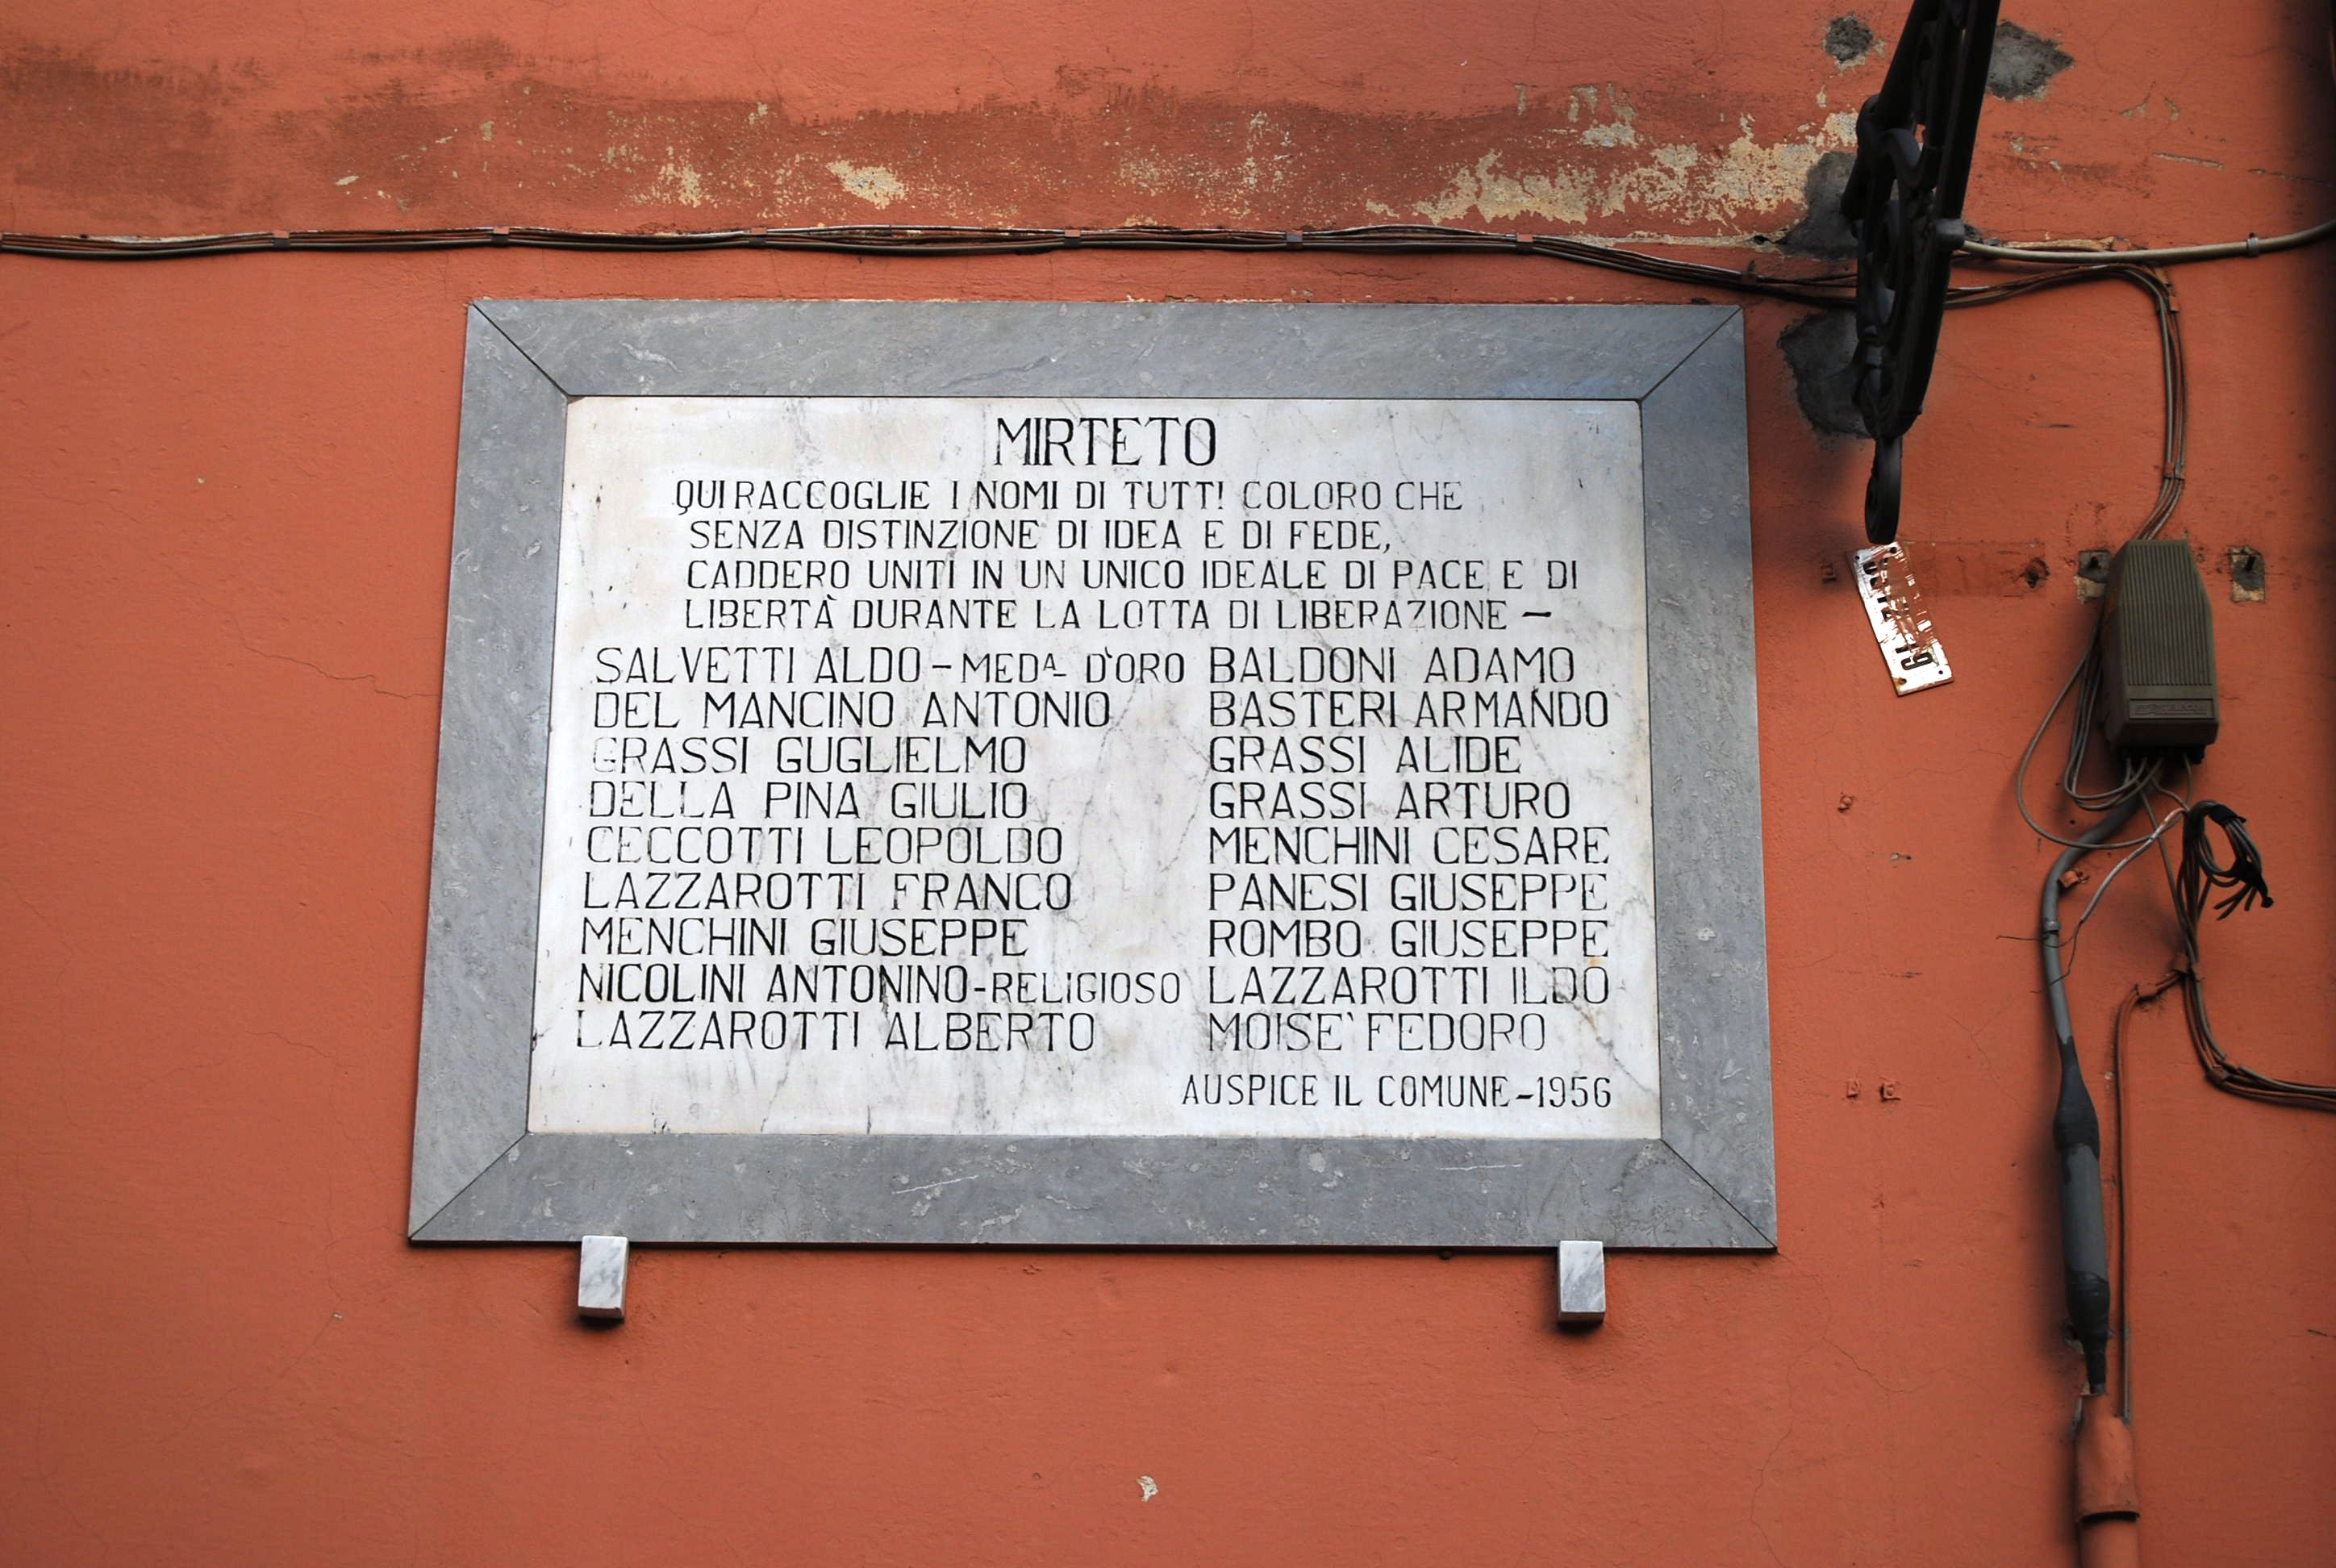 MIRTETO
QUI RACCOGLIE I NOMI DI TUTTI COLORO CHE
SENZA DISTINZIONE DI IDEA E DI FEDE,
CADDERO UNITI IN UN UNICO IDEALE DI PACE E DI
LIBERTÀ DURANTE LA LOTTA DI LIBERAZIONE —
SALVETTI ALDO - MEDA- D'ORO
DEL MANCINO ANTONIO
GRASSI GUGLIELMO
DELLA PINA GIULIO
CECCOTTI LEOPOLDO
LAZZAROTTI FRANCO
MENCHINI GIUSEPPE
NICOLINI ANTONINO-RELIGIOSO
LAZZAROTTI ALBERTO
BALDONI ADAMO
BASTERI ARMANDO
GRASSI ALIDE
GRASSI ARTURO
MENCHINI CESARE
PANESI GIUSEPPE
ROMBO GIUSEPPE
LAZZAROTTI ILDO
MOISE' FEDORO
AUSPICE IL COMUNE-1956